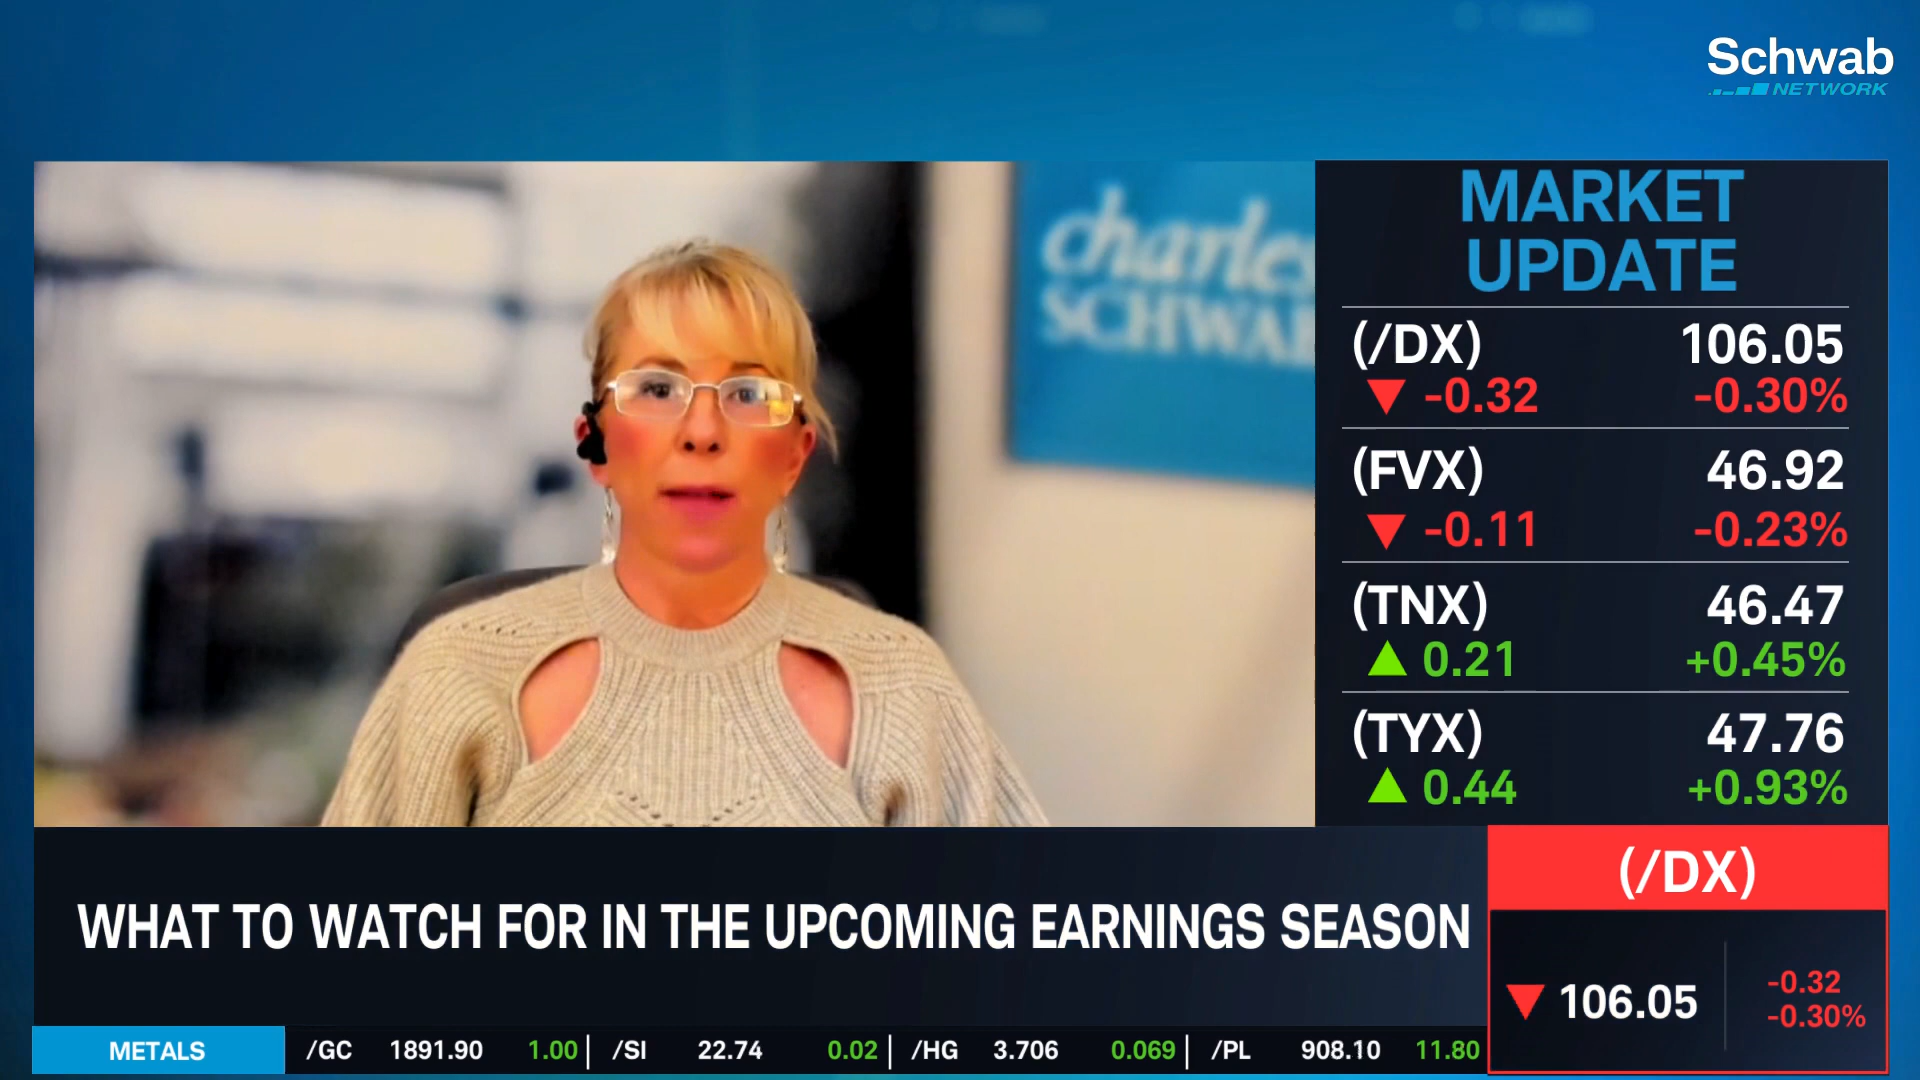 Schwab
NETWORK
charles
SCHWAB
MARKET
UPDATE
(/DX) 106.05
▼ -0.32 -0.30%
(FVX) 46.92
▼ -0.11 -0.23%
(TNX) 46.47
▲ 0.21 +0.45%
(TYX) 47.76
▲ 0.44 +0.93%
WHAT TO WATCH FOR IN THE UPCOMING EARNINGS SEASON
(/DX)
▼ 106.05
-0.32
-0.30%
METALS /GC 1891.90 1.00 /SI 22.74 0.02 /HG 3.706 0.069 /PL 908.10 11.80